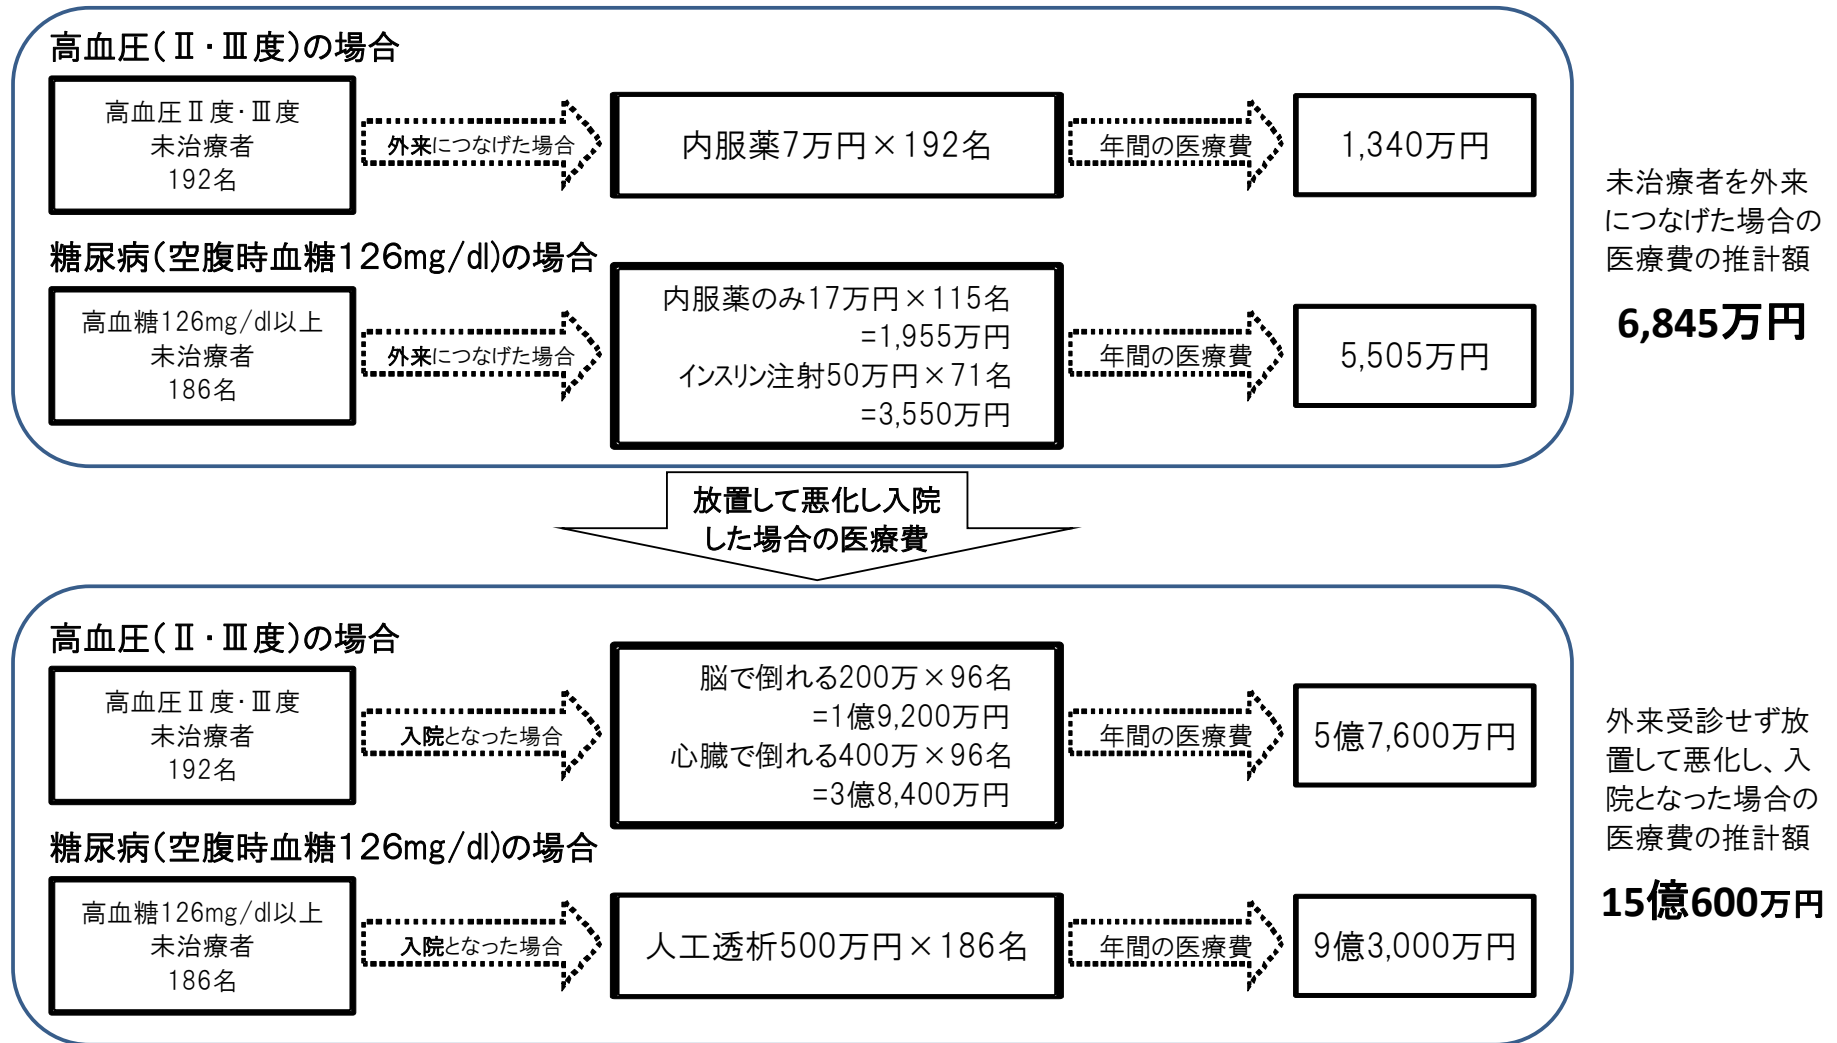 高血圧(Ⅱ・Ⅲ度)の場合
高血圧Ⅱ度・Ⅲ度
未治療者
192名
外来につなげた場合
内服薬7万円×192名
年間の医療費
1,340万円
糖尿病(空腹時血糖126mg/dl)の場合
高血糖126mg/dl以上
未治療者
186名
外来につなげた場合
内服薬のみ17万円×115名
=1,955万円
インスリン注射50万円×71名
=3,550万円
年間の医療費
5,505万円
未治療者を外来
につなげた場合の
医療費の推計額
6,845万円
放置して悪化し入院
した場合の医療費
高血圧(Ⅱ・Ⅲ度)の場合
高血圧Ⅱ度・Ⅲ度
未治療者
192名
入院となった場合
脳で倒れる200万×96名
=1億9,200万円
心臓で倒れる400万×96名
=3億8,400万円
年間の医療費
5億7,600万円
糖尿病(空腹時血糖126mg/dl)の場合
高血糖126mg/dl以上
未治療者
186名
入院となった場合
人工透析500万円×186名
年間の医療費
9億3,000万円
外来受診せず放
置して悪化し、入
院となった場合の
医療費の推計額
15億600万円